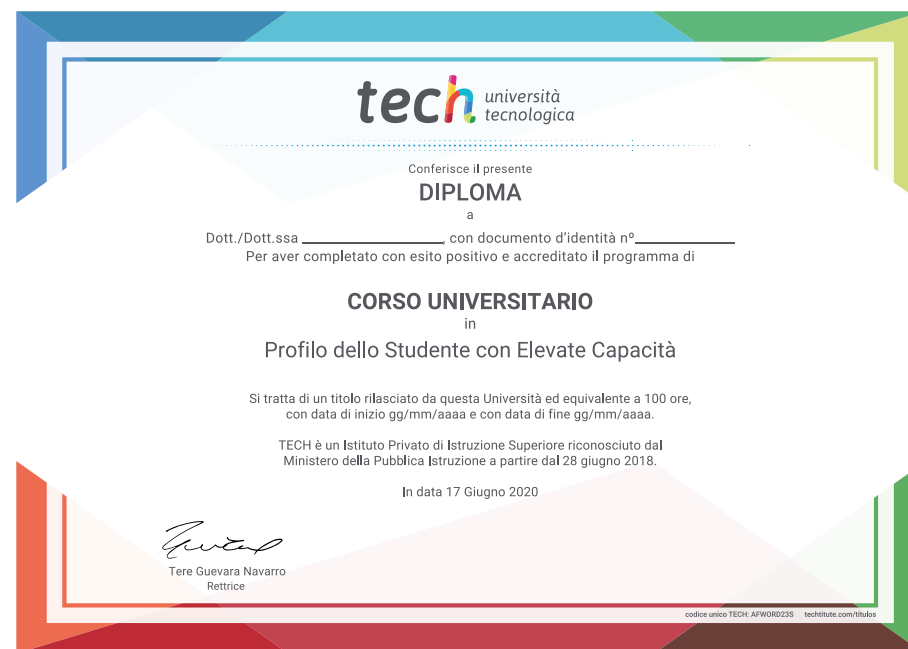 tech università
tecnologica
Conferisce il presente
DIPLOMA
a
Dott./Dott.ssa ____________________, con documento d'identità nº______________
Per aver completato con esito positivo e accreditato il programma di
CORSO UNIVERSITARIO
in
Profilo dello Studente con Elevate Capacità
Si tratta di un titolo rilasciato da questa Università ed equivalente a 100 ore,
con data di inizio gg/mm/aaaa e con data di fine gg/mm/aaaa.
TECH è un Istituto Privato di Istruzione Superiore riconosciuto dal
Ministero della Pubblica Istruzione a partire dal 28 giugno 2018.
In data 17 Giugno 2020
Tere Guevara Navarro
Rettrice
codice unico TECH: AFWORD23S techtitute.com/titulos